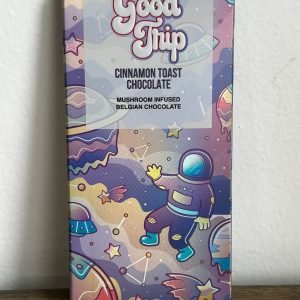 Good
Trip
CINNAMON TOAST
CHOCOLATE
MUSHROOM INFUSED
BELGIAN CHOCOLATE